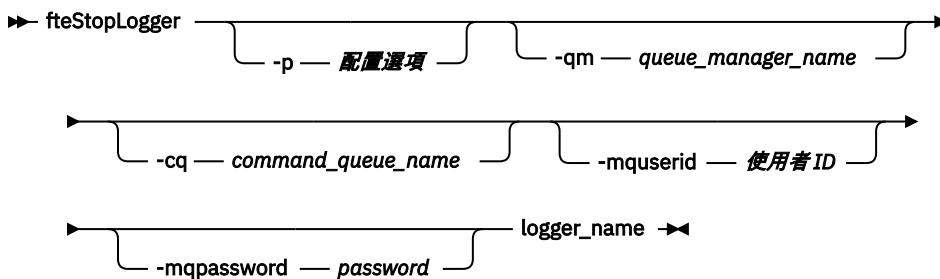 fteStopLogger
-p 配置選項
-qm queue_manager_name
-cq command_queue_name
-mquserid 使用者 ID
-mqpassword password
logger_name